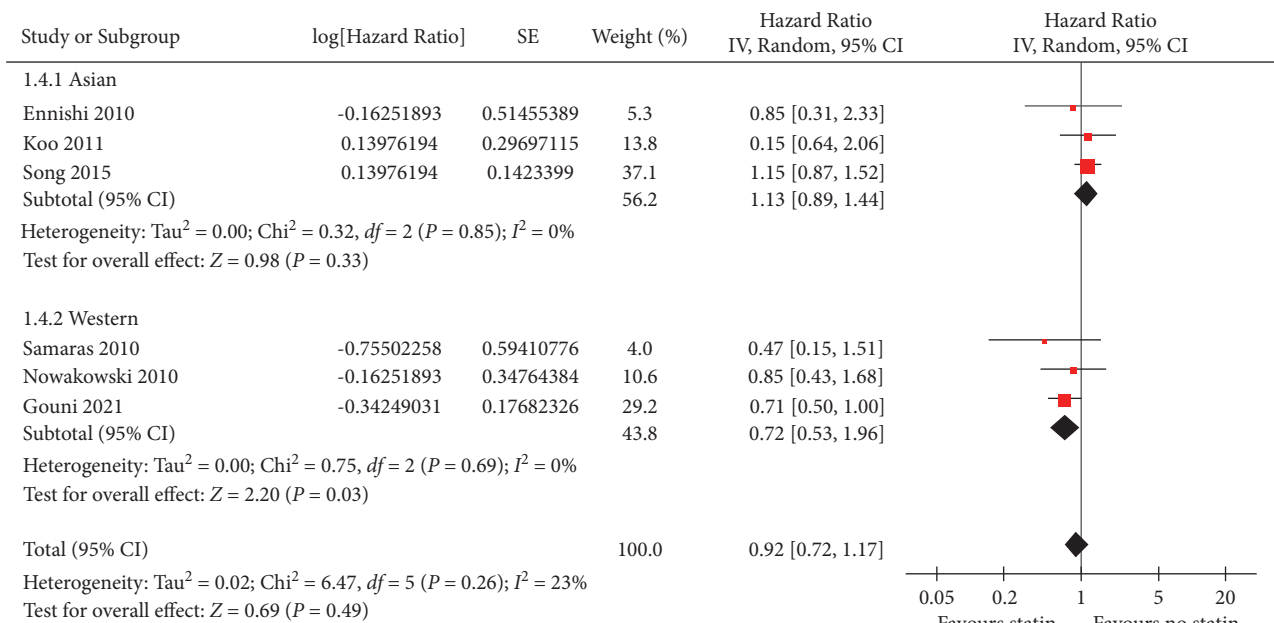 Study or Subgroup log[Hazard Ratio] SE Weight (%) Hazard Ratio IV, Random, 95% CI Hazard Ratio IV, Random, 95% CI
1.4.1 Asian
Ennishi 2010 -0.16251893 0.51455389 5.3 0.85 [0.31, 2.33]
Koo 2011 0.13976194 0.29697115 13.8 0.15 [0.64, 2.06]
Song 2015 0.13976194 0.1423399 37.1 1.15 [0.87, 1.52]
Subtotal (95% CI) 56.2 1.13 [0.89, 1.44]
Heterogeneity: Tau² = 0.00; Chi² = 0.32, df = 2 (P = 0.85); I² = 0%
Test for overall effect: Z = 0.98 (P = 0.33)
1.4.2 Western
Samaras 2010 -0.75502258 0.59410776 4.0 0.47 [0.15, 1.51]
Nowakowski 2010 -0.16251893 0.34764384 10.6 0.85 [0.43, 1.68]
Gouni 2021 -0.34249031 0.17682326 29.2 0.71 [0.50, 1.00]
Subtotal (95% CI) 43.8 0.72 [0.53, 1.96]
Heterogeneity: Tau² = 0.00; Chi² = 0.75, df = 2 (P = 0.69); I² = 0%
Test for overall effect: Z = 2.20 (P = 0.03)
Total (95% CI) 100.0 0.92 [0.72, 1.17]
Heterogeneity: Tau² = 0.02; Chi² = 6.47, df = 5 (P = 0.26); I² = 23%
Test for overall effect: Z = 0.69 (P = 0.49)
0.05 0.2 1 5 20
Favours statin Favours no statin